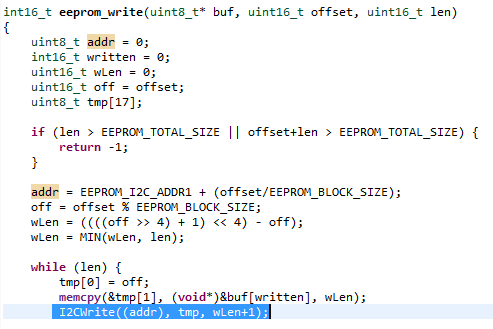 int16_t eeprom_write(uint8_t* buf, uint16_t offset, uint16_t len)
{
    uint8_t addr = 0;
    int16_t written = 0;
    uint16_t wLen = 0;
    uint16_t off = offset;
    uint8_t tmp[17];

    if (len > EEPROM_TOTAL_SIZE || offset+len > EEPROM_TOTAL_SIZE) {
        return -1;
    }

    addr = EEPROM_I2C_ADDR1 + (offset/EEPROM_BLOCK_SIZE);
    off = offset % EEPROM_BLOCK_SIZE;
    wLen = ((((off >> 4) + 1) << 4) - off);
    wLen = MIN(wLen, len);

    while (len) {
        tmp[0] = off;
        memcpy(&tmp[1], (void*)&buf[written], wLen);
        I2CWrite((addr), tmp, wLen+1);